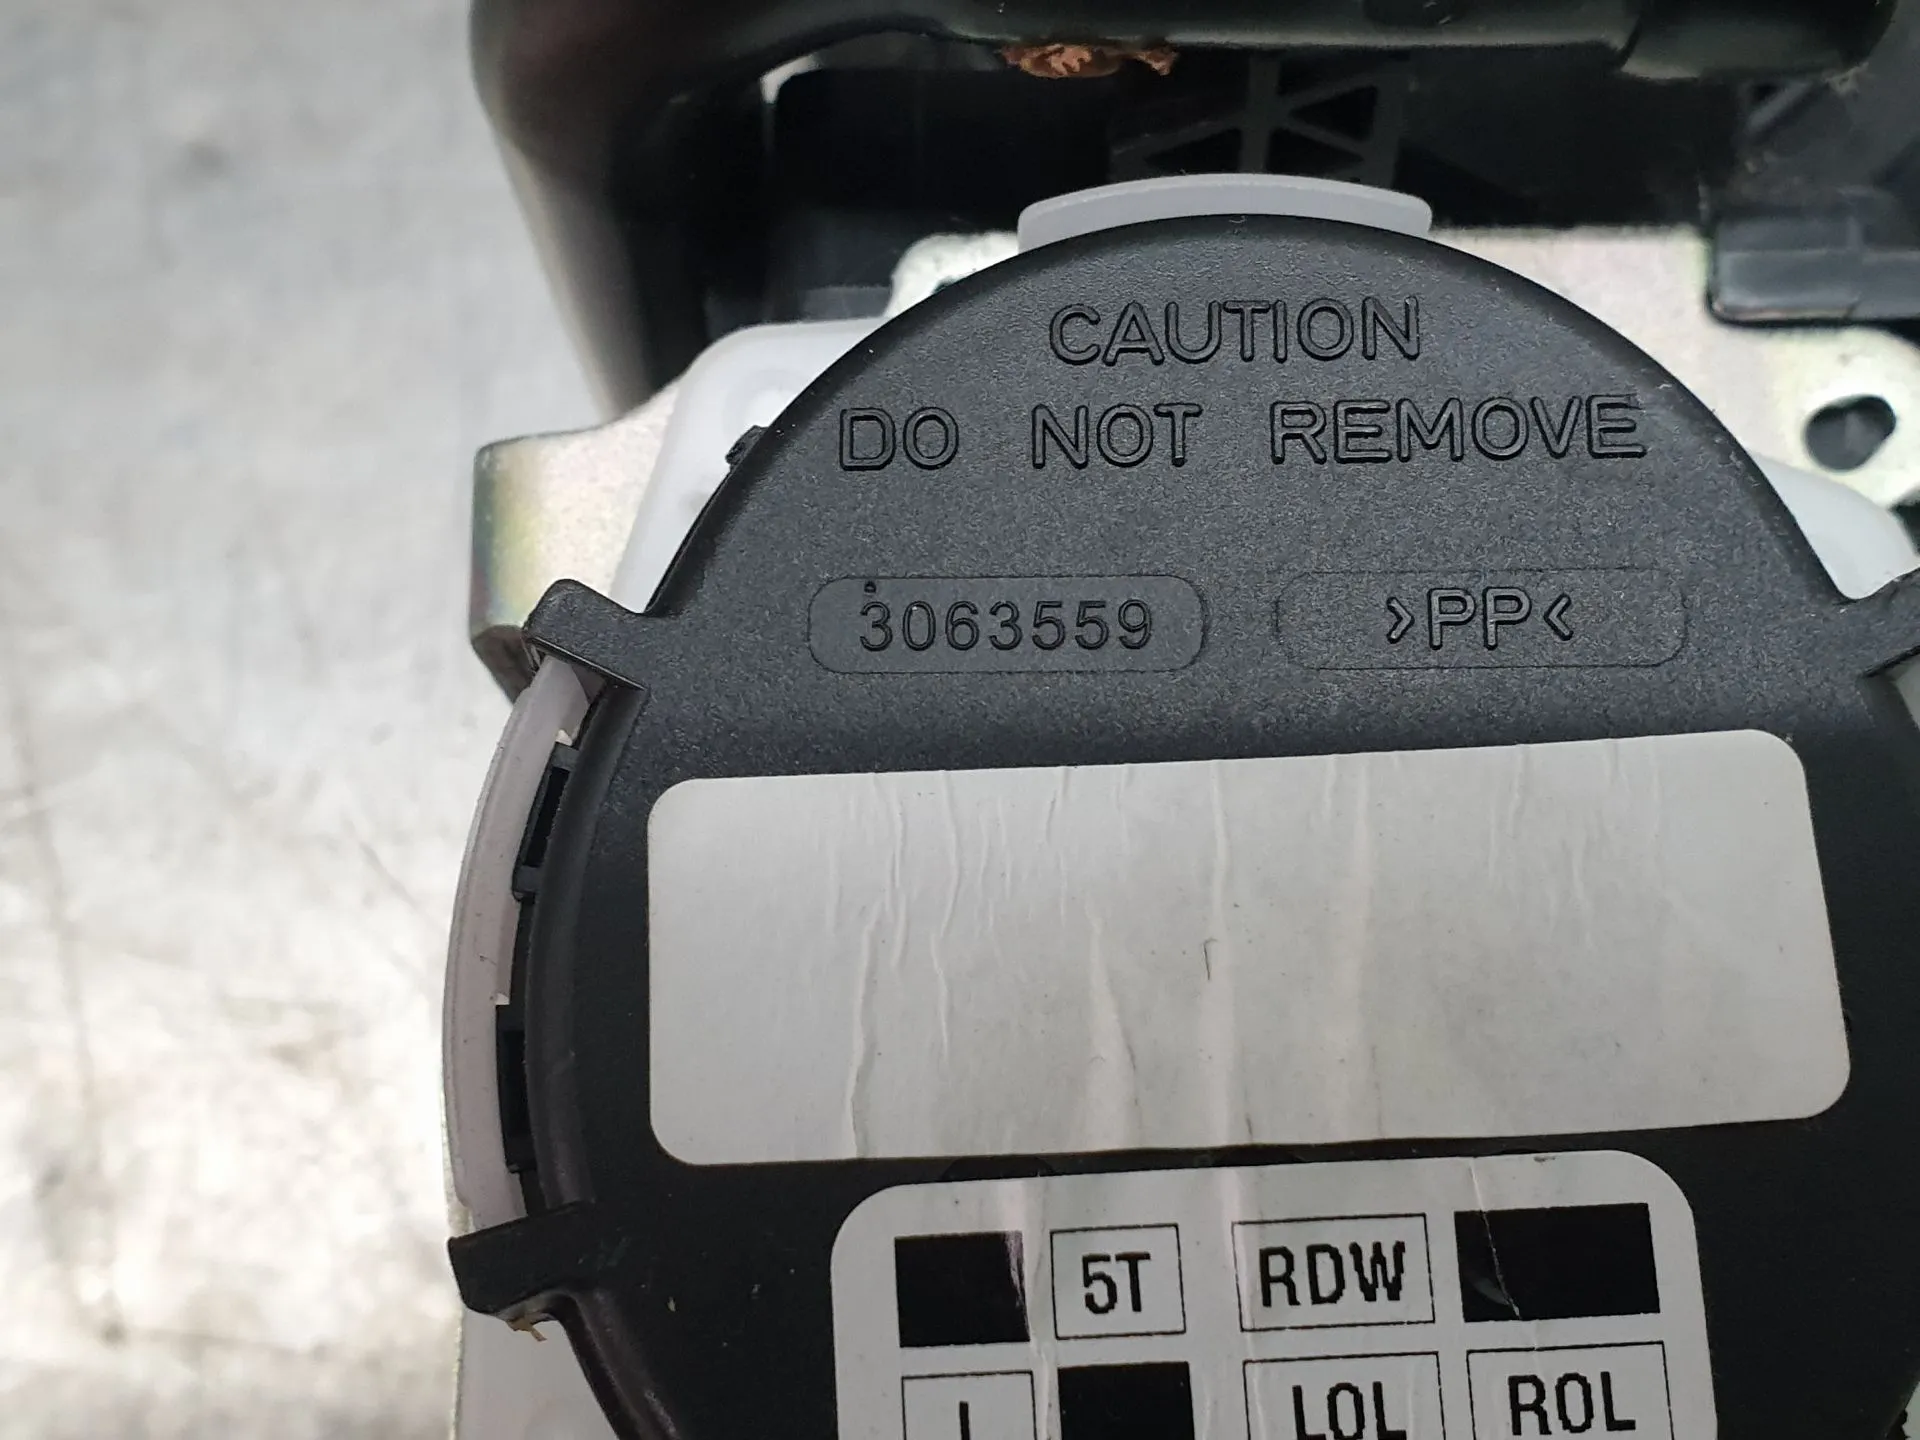 CAUTION
DO NOT REMOVE
3063559 >PP<
5T RDW
LOL ROL